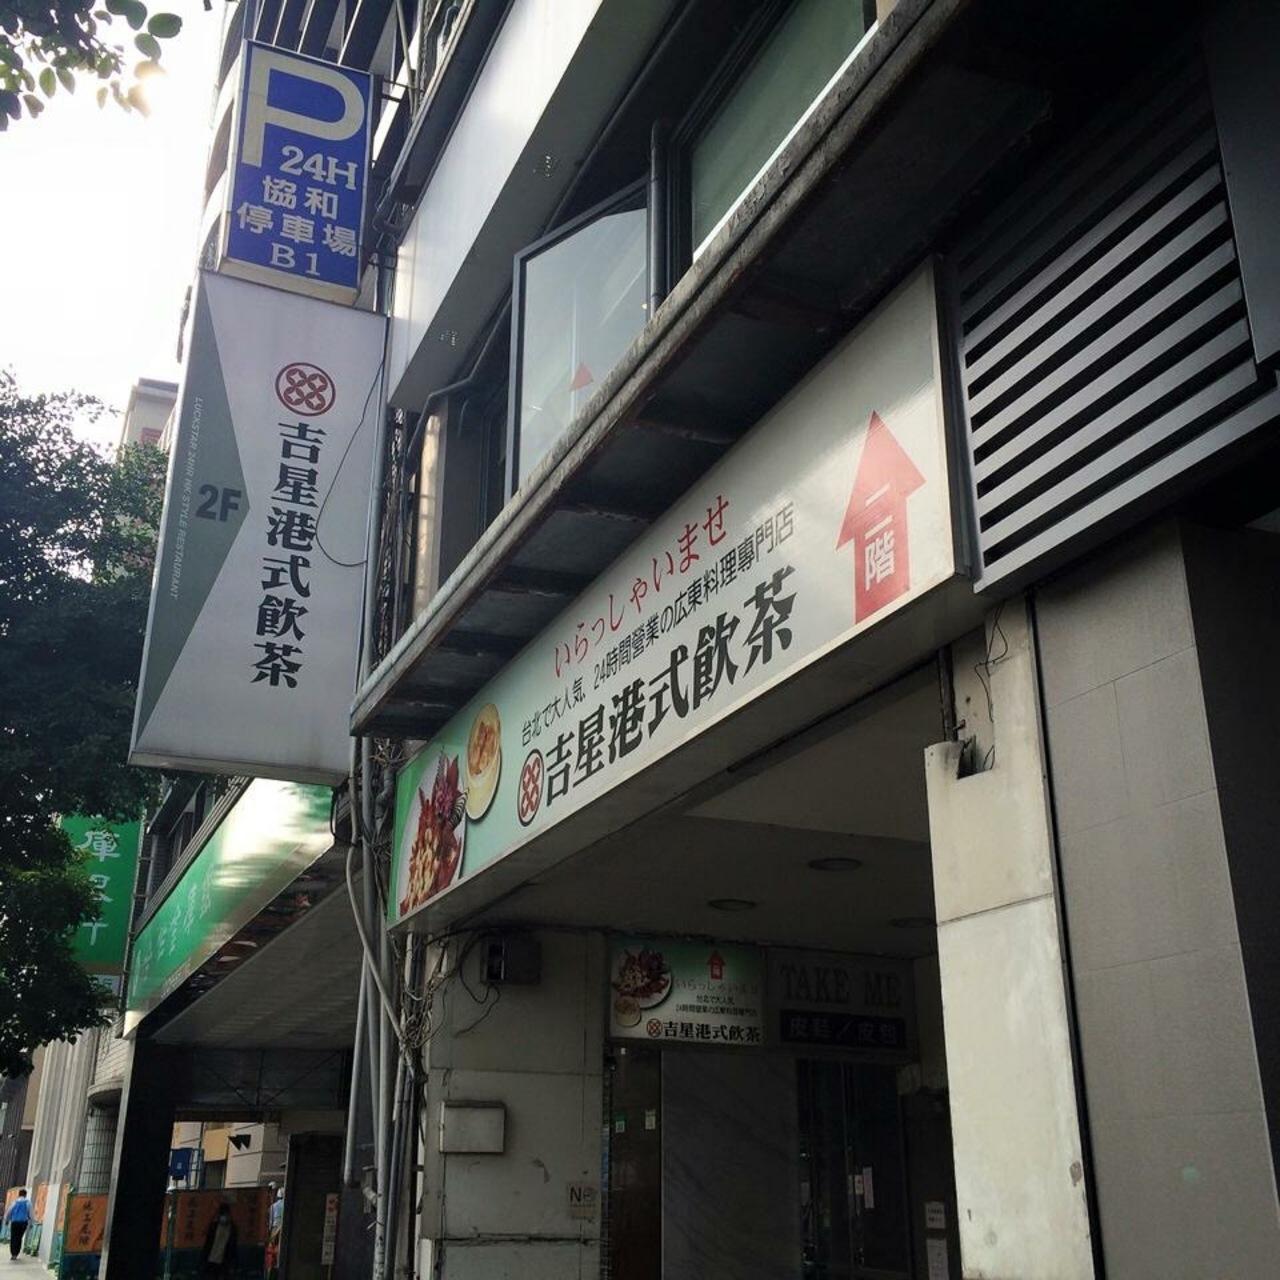 P
24H
協和
停車場
B1
吉星港式飲茶
2F
LUCKSTAR 24HR HK STYLE RESTAURANT
いらっしゃいませ
台北で大人気、24時間營業の広東料理專門店
吉星港式飲茶
二階
いらっしゃいませ
台北で大人気
24時間營業の広東料理專門店
吉星港式飲茶
TAKE ME
皮鞋／皮包